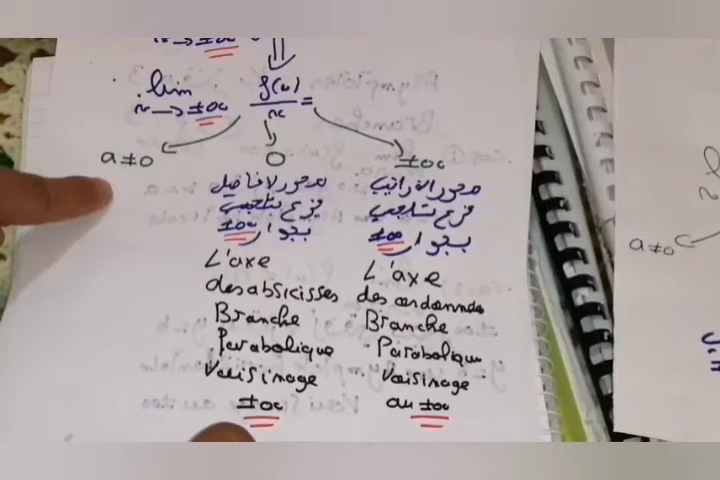 lim f(x)/x =
x → ±∞
a ≠ 0
0
±∞
محور الأفاصيل
فرع شلجمي
بجوار ±∞
L'axe
des absicisses
Branche
Parabolique
Voisinage
±∞
محور الأراتيب
فرع شلجمي
بجوار ±∞
L'axe
des ordonnées
Branche
Parabolique
Voisinage
au ±∞
a ≠ 0